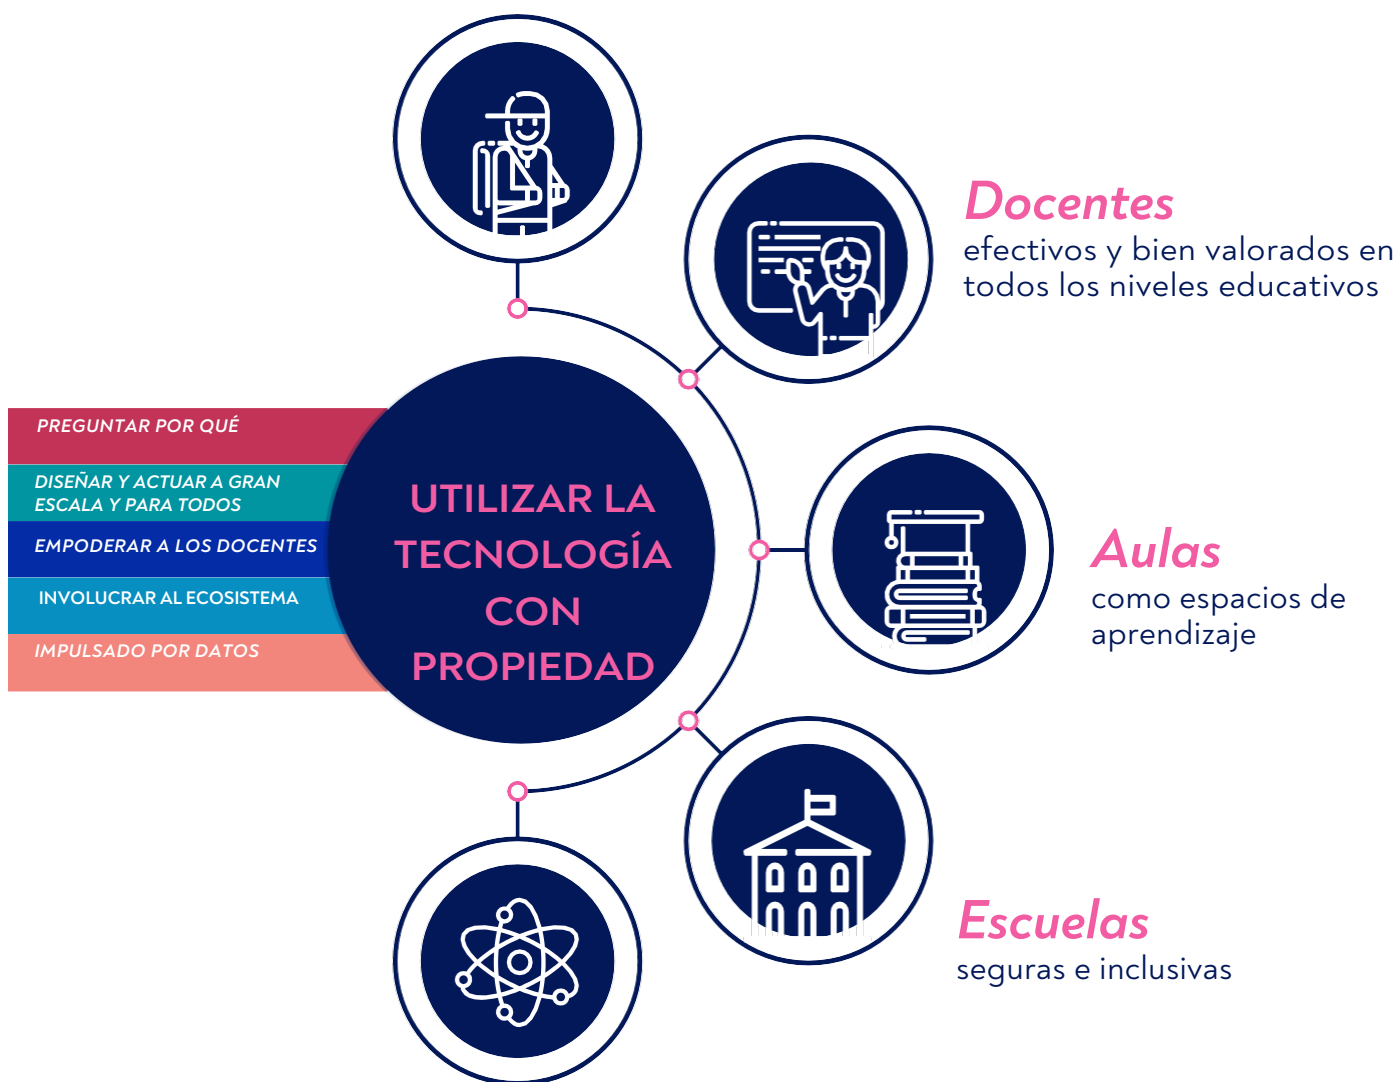 Docentes
efectivos y bien valorados en
todos los niveles educativos
PREGUNTAR POR QUÉ
DISEÑAR Y ACTUAR A GRAN
ESCALA Y PARA TODOS
EMPODERAR A LOS DOCENTES
INVOLUCRAR AL ECOSISTEMA
IMPULSADO POR DATOS
UTILIZAR LA
TECNOLOGÍA
CON
PROPIEDAD
Aulas
como espacios de
aprendizaje
Escuelas
seguras e inclusivas